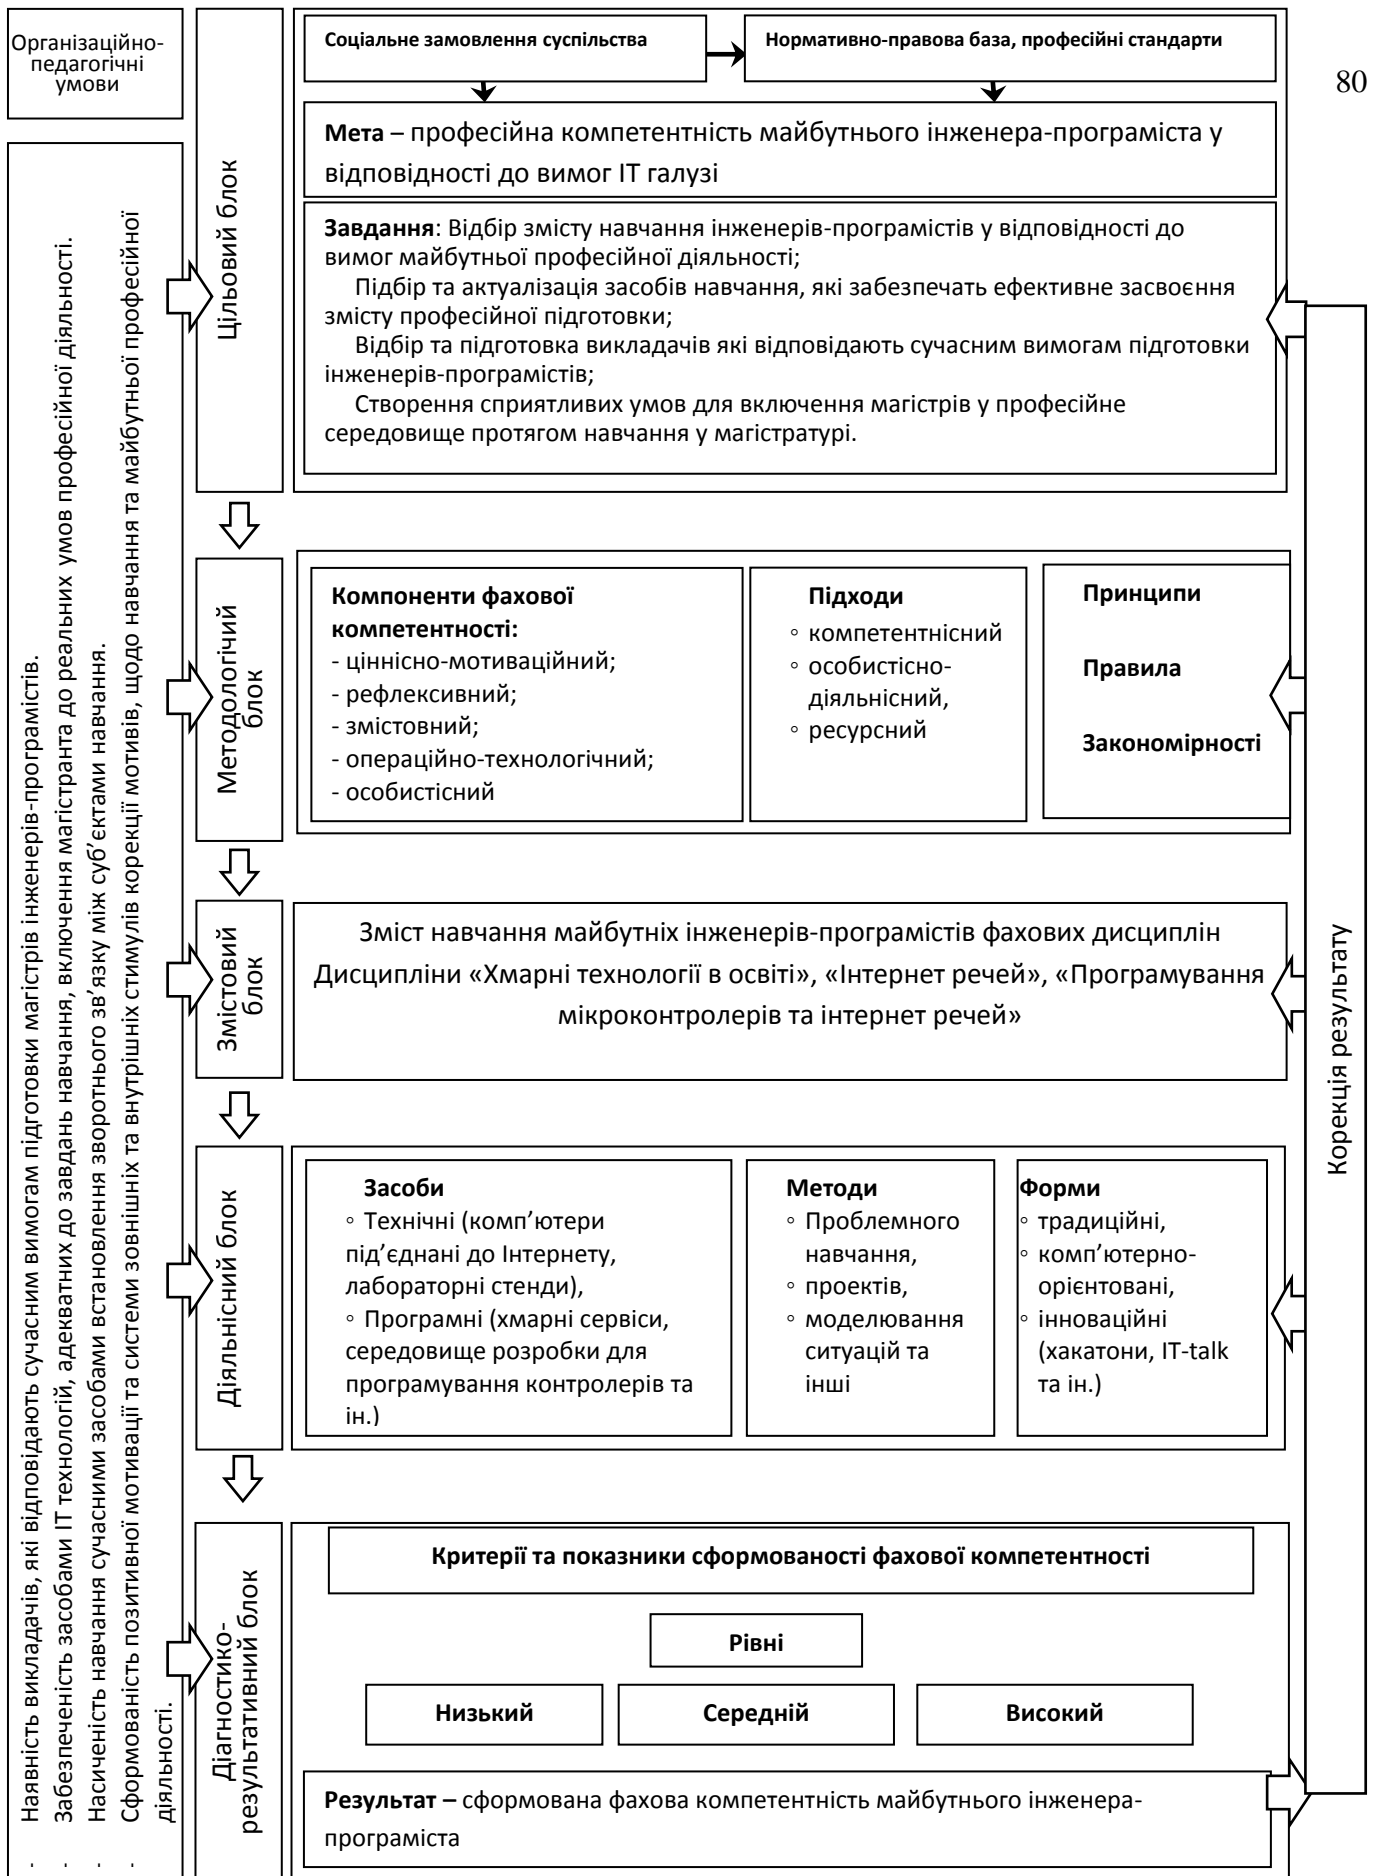 80
Організаційно-
педагогічні
умови
- Наявність викладачів, які відповідають сучасним вимогам підготовки магістрів інженерів-програмістів.
- Забезпеченість засобами ІТ технологій, адекватних до завдань навчання, включення магістранта до реальних умов професійної діяльності.
- Насиченість навчання сучасними засобами встановлення зворотнього зв’язку між суб’єктами навчання.
- Сформованість позитивної мотивації та системи зовнішніх та внутрішніх стимулів корекції мотивів, щодо навчання та майбутньої професійної
діяльності.
Цільовий блок
Соціальне замовлення суспільства
Нормативно-правова база, професійні стандарти
Мета – професійна компетентність майбутнього інженера-програміста у
відповідності до вимог ІТ галузі
Завдання: Відбір змісту навчання інженерів-програмістів у відповідності до
вимог майбутньої професійної діяльності;
Підбір та актуалізація засобів навчання, які забезпечать ефективне засвоєння
змісту професійної підготовки;
Відбір та підготовка викладачів які відповідають сучасним вимогам підготовки
інженерів-програмістів;
Створення сприятливих умов для включення магістрів у професійне
середовище протягом навчання у магістратурі.
Методологічий
блок
Компоненти фахової
компетентності:
- ціннісно-мотиваційний;
- рефлексивний;
- змістовний;
- операційно-технологічний;
- особистісний
Підходи
◦ компетентнісний
◦ особистісно-
діяльнісний,
◦ ресурсний
Принципи
Правила
Закономірності
Змістовий
блок
Зміст навчання майбутніх інженерів-програмістів фахових дисциплін
Дисципліни «Хмарні технології в освіті», «Інтернет речей», «Програмування
мікроконтролерів та інтернет речей»
Діяльнісний блок
Засоби
◦ Технічні (комп’ютери
під’єднані до Інтернету,
лабораторні стенди),
◦ Програмні (хмарні сервіси,
середовище розробки для
програмування контролерів та
ін.)
Методи
◦ Проблемного
навчання,
◦ проектів,
◦ моделювання
ситуацій та
інші
Форми
◦ традиційні,
◦ комп’ютерно-
орієнтовані,
◦ інноваційні
(хакатони, IT-talk
та ін.)
Діагностико-
результативний блок
Критерії та показники сформованості фахової компетентності
Рівні
Низький
Середній
Високий
Результат – сформована фахова компетентність майбутнього інженера-
програміста
Корекція результату